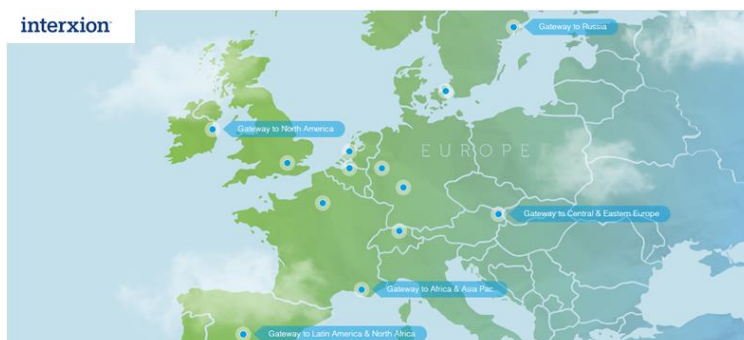 interxion
Gateway to Russia
Gateway to North America
EUROPE
Gateway to Central & Eastern Europe
Gateway to Africa & Asia Pac...
Gateway to Latin America & North Africa